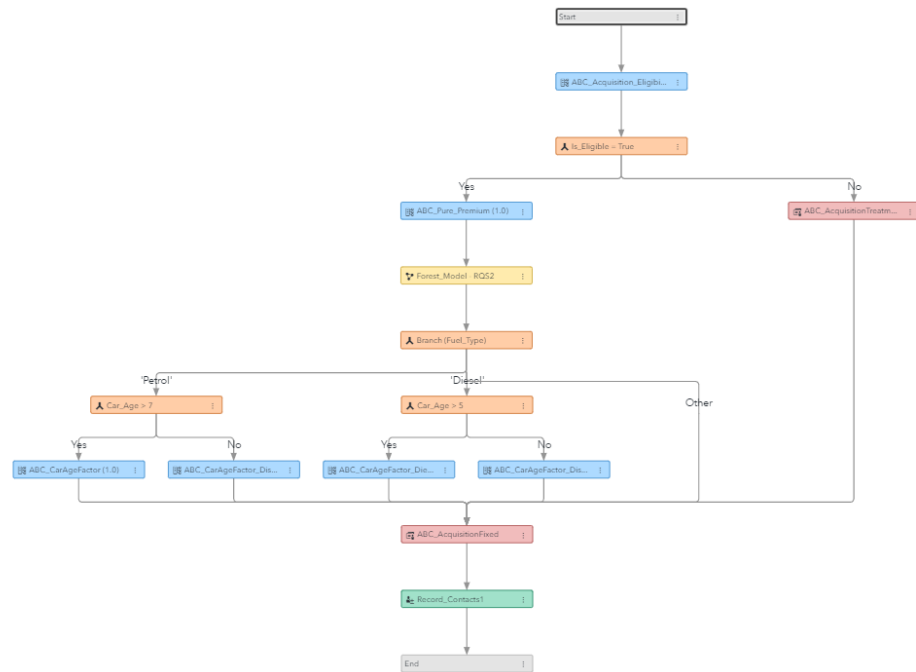 Start
ABC_Acquisition_Eligibi...
Is_Eligible = True
Yes
No
ABC_Pure_Premium (1.0)
ABC_AcquisitionTreatm...
Forest_Model - RQS2
Branch (Fuel_Type)
'Petrol'
'Diesel'
Other
Car_Age > 7
Car_Age > 5
Yes
No
Yes
No
ABC_CarAgeFactor (1.0)
ABC_CarAgeFactor_Dis...
ABC_CarAgeFactor_Die...
ABC_CarAgeFactor_Dis...
ABC_AcquisitionFixed
Record_Contacts1
End